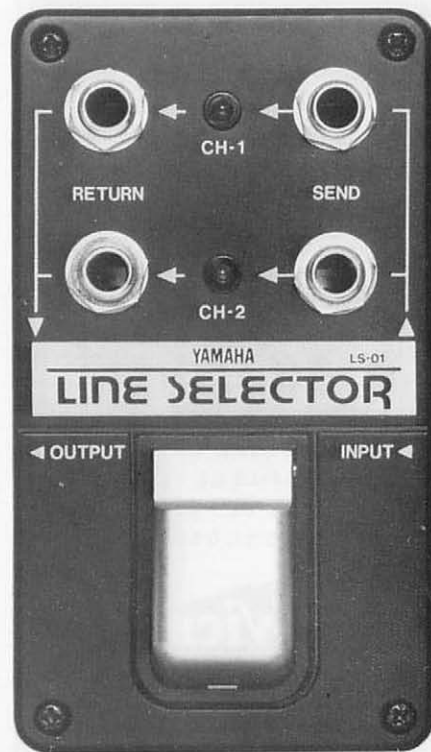 CH-1
RETURN SEND
CH-2
YAMAHA LS-01
LINE SELECTOR
◄ OUTPUT INPUT ◄